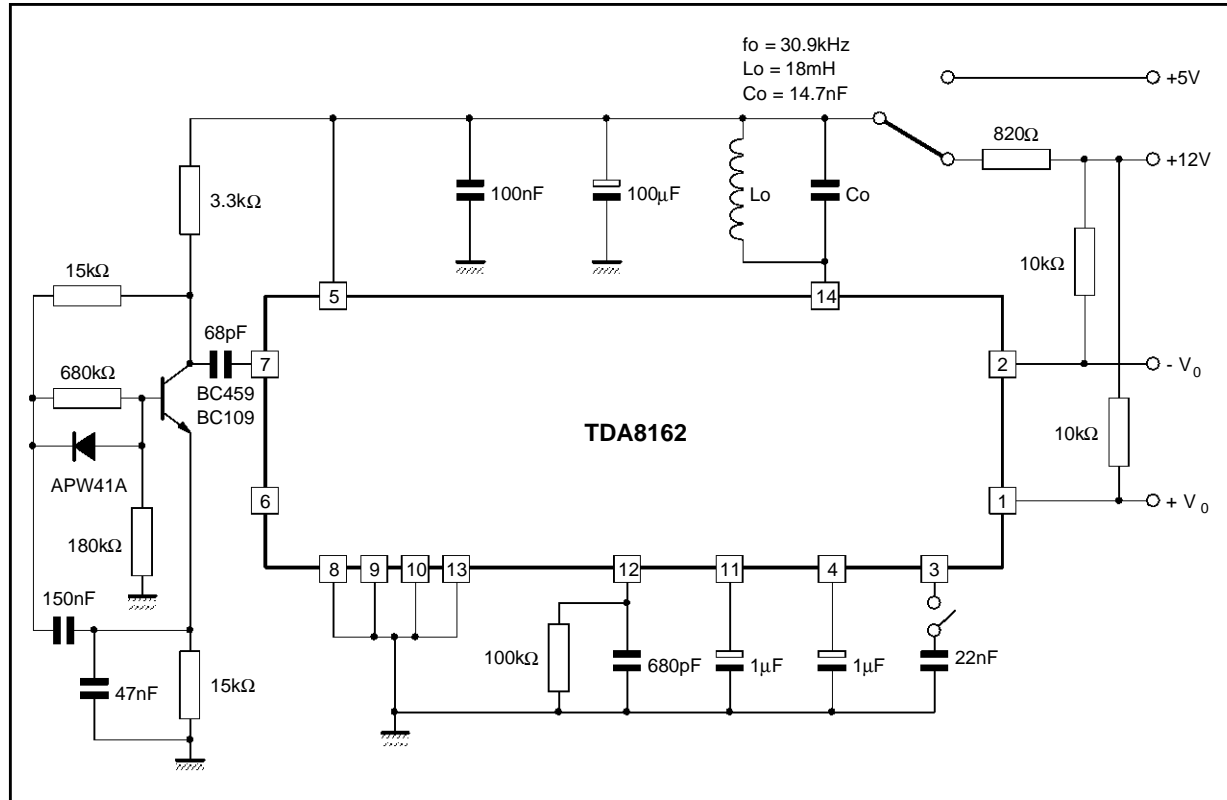 fo = 30.9kHz
Lo = 18mH
Co = 14.7nF
+5V
820Ω
+12V
3.3kΩ
100nF
100µF
Lo
Co
15kΩ
10kΩ
5
14
68pF
7
2
- V0
680kΩ
BC459
BC109
TDA8162
10kΩ
APW41A
6
1
+ V0
180kΩ
8
9
10
13
12
11
4
3
150nF
100kΩ
680pF
1µF
1µF
22nF
47nF
15kΩ